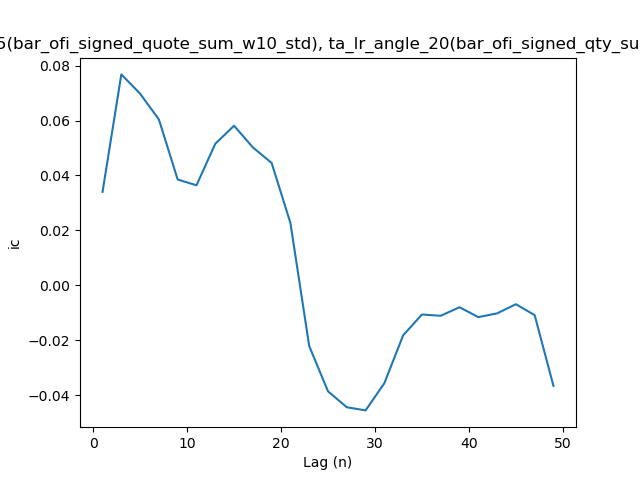 5(bar_ofi_signed_quote_sum_w10_std), ta_lr_angle_20(bar_ofi_signed_qty_su
0.08
0.06
0.04
0.02
0.00
−0.02
−0.04
ic
0 10 20 30 40 50
Lag (n)